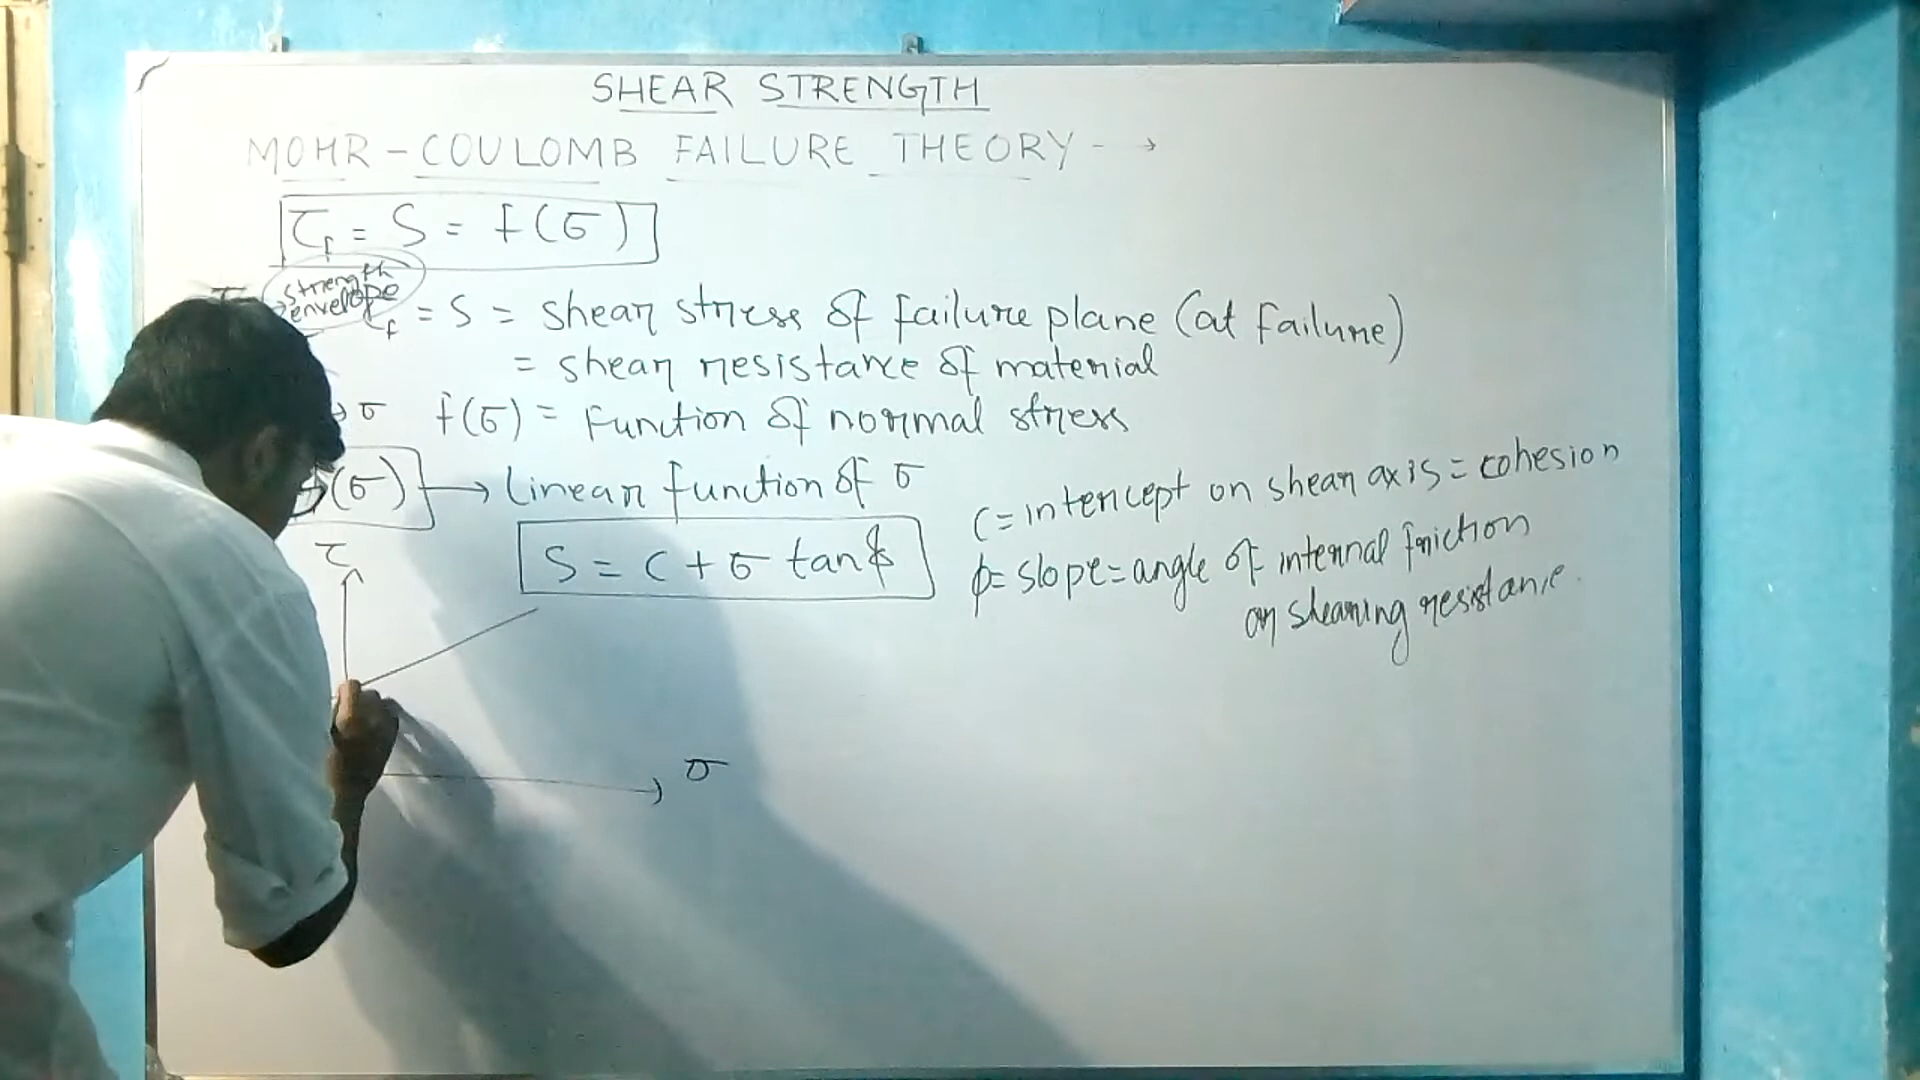 SHEAR STRENGTH
MOHR - COULOMB FAILURE THEORY - →
τf = S = f(σ)
strength
envelope
τf = S = shear stress of failure plane (at failure)
= shear resistance of material
→ σ f(σ) = Function of normal stress
(σ) → Linear function of σ
S = C + σ tanϕ
C = intercept on shear axis = cohesion
ϕ = slope = angle of internal friction
or shearing resistance.
τ
σ